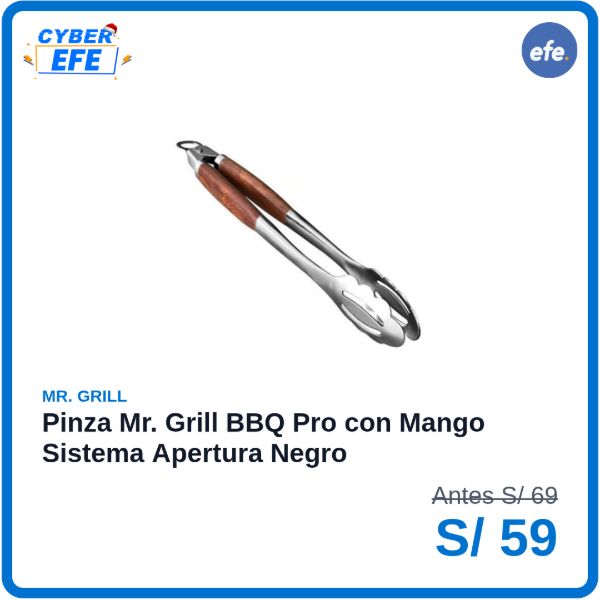 CYBER
EFE
efe.
MR. GRILL
Pinza Mr. Grill BBQ Pro con Mango
Sistema Apertura Negro
Antes S/ 69
S/ 59